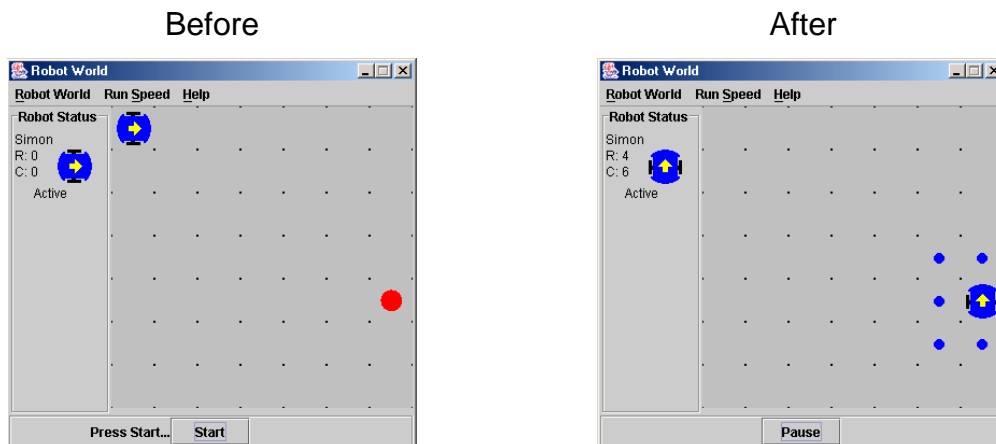 Before
After
Robot World
Robot World Run Speed Help
Robot Status
Simon
R: 0
C: 0
Active
Press Start... Start
Robot World
Robot World Run Speed Help
Robot Status
Simon
R: 4
C: 6
Active
Pause